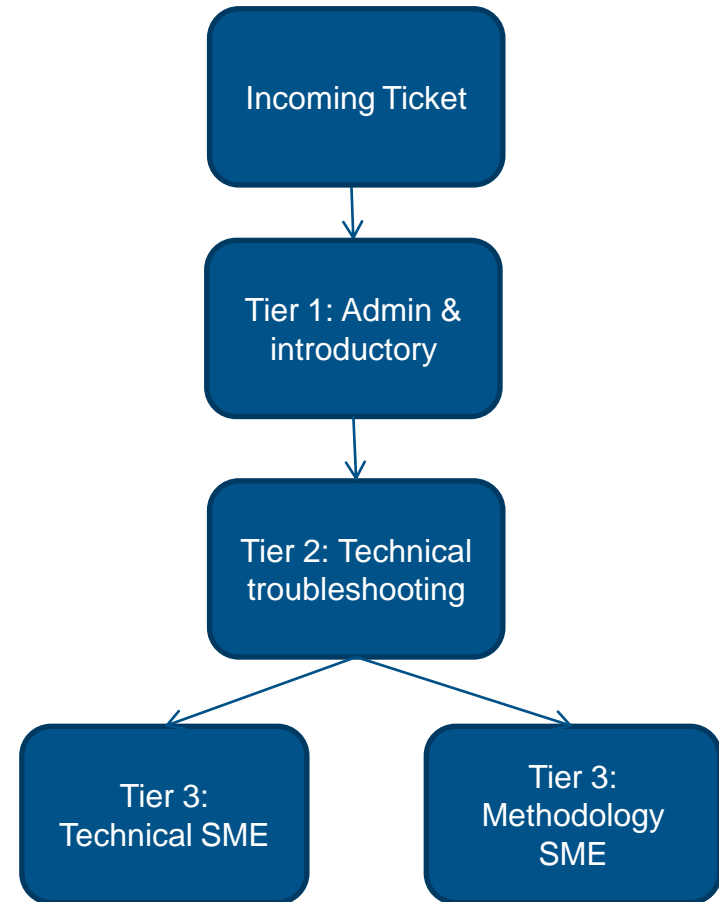 Incoming Ticket
Tier 1: Admin &
introductory
Tier 2: Technical
troubleshooting
Tier 3:
Technical SME
Tier 3:
Methodology
SME